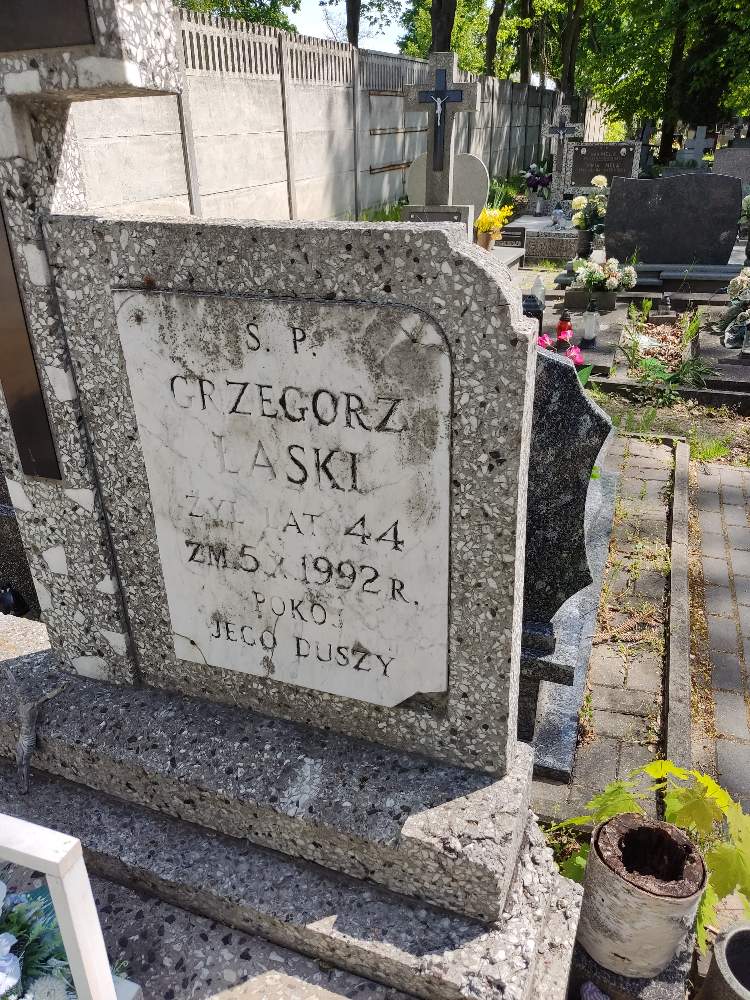 Ś. P.
GRZEGORZ
LASKI
ŻYŁ LAT 44
ZM.5.X.1992 R.
POKÓJ
JEGO DUSZY